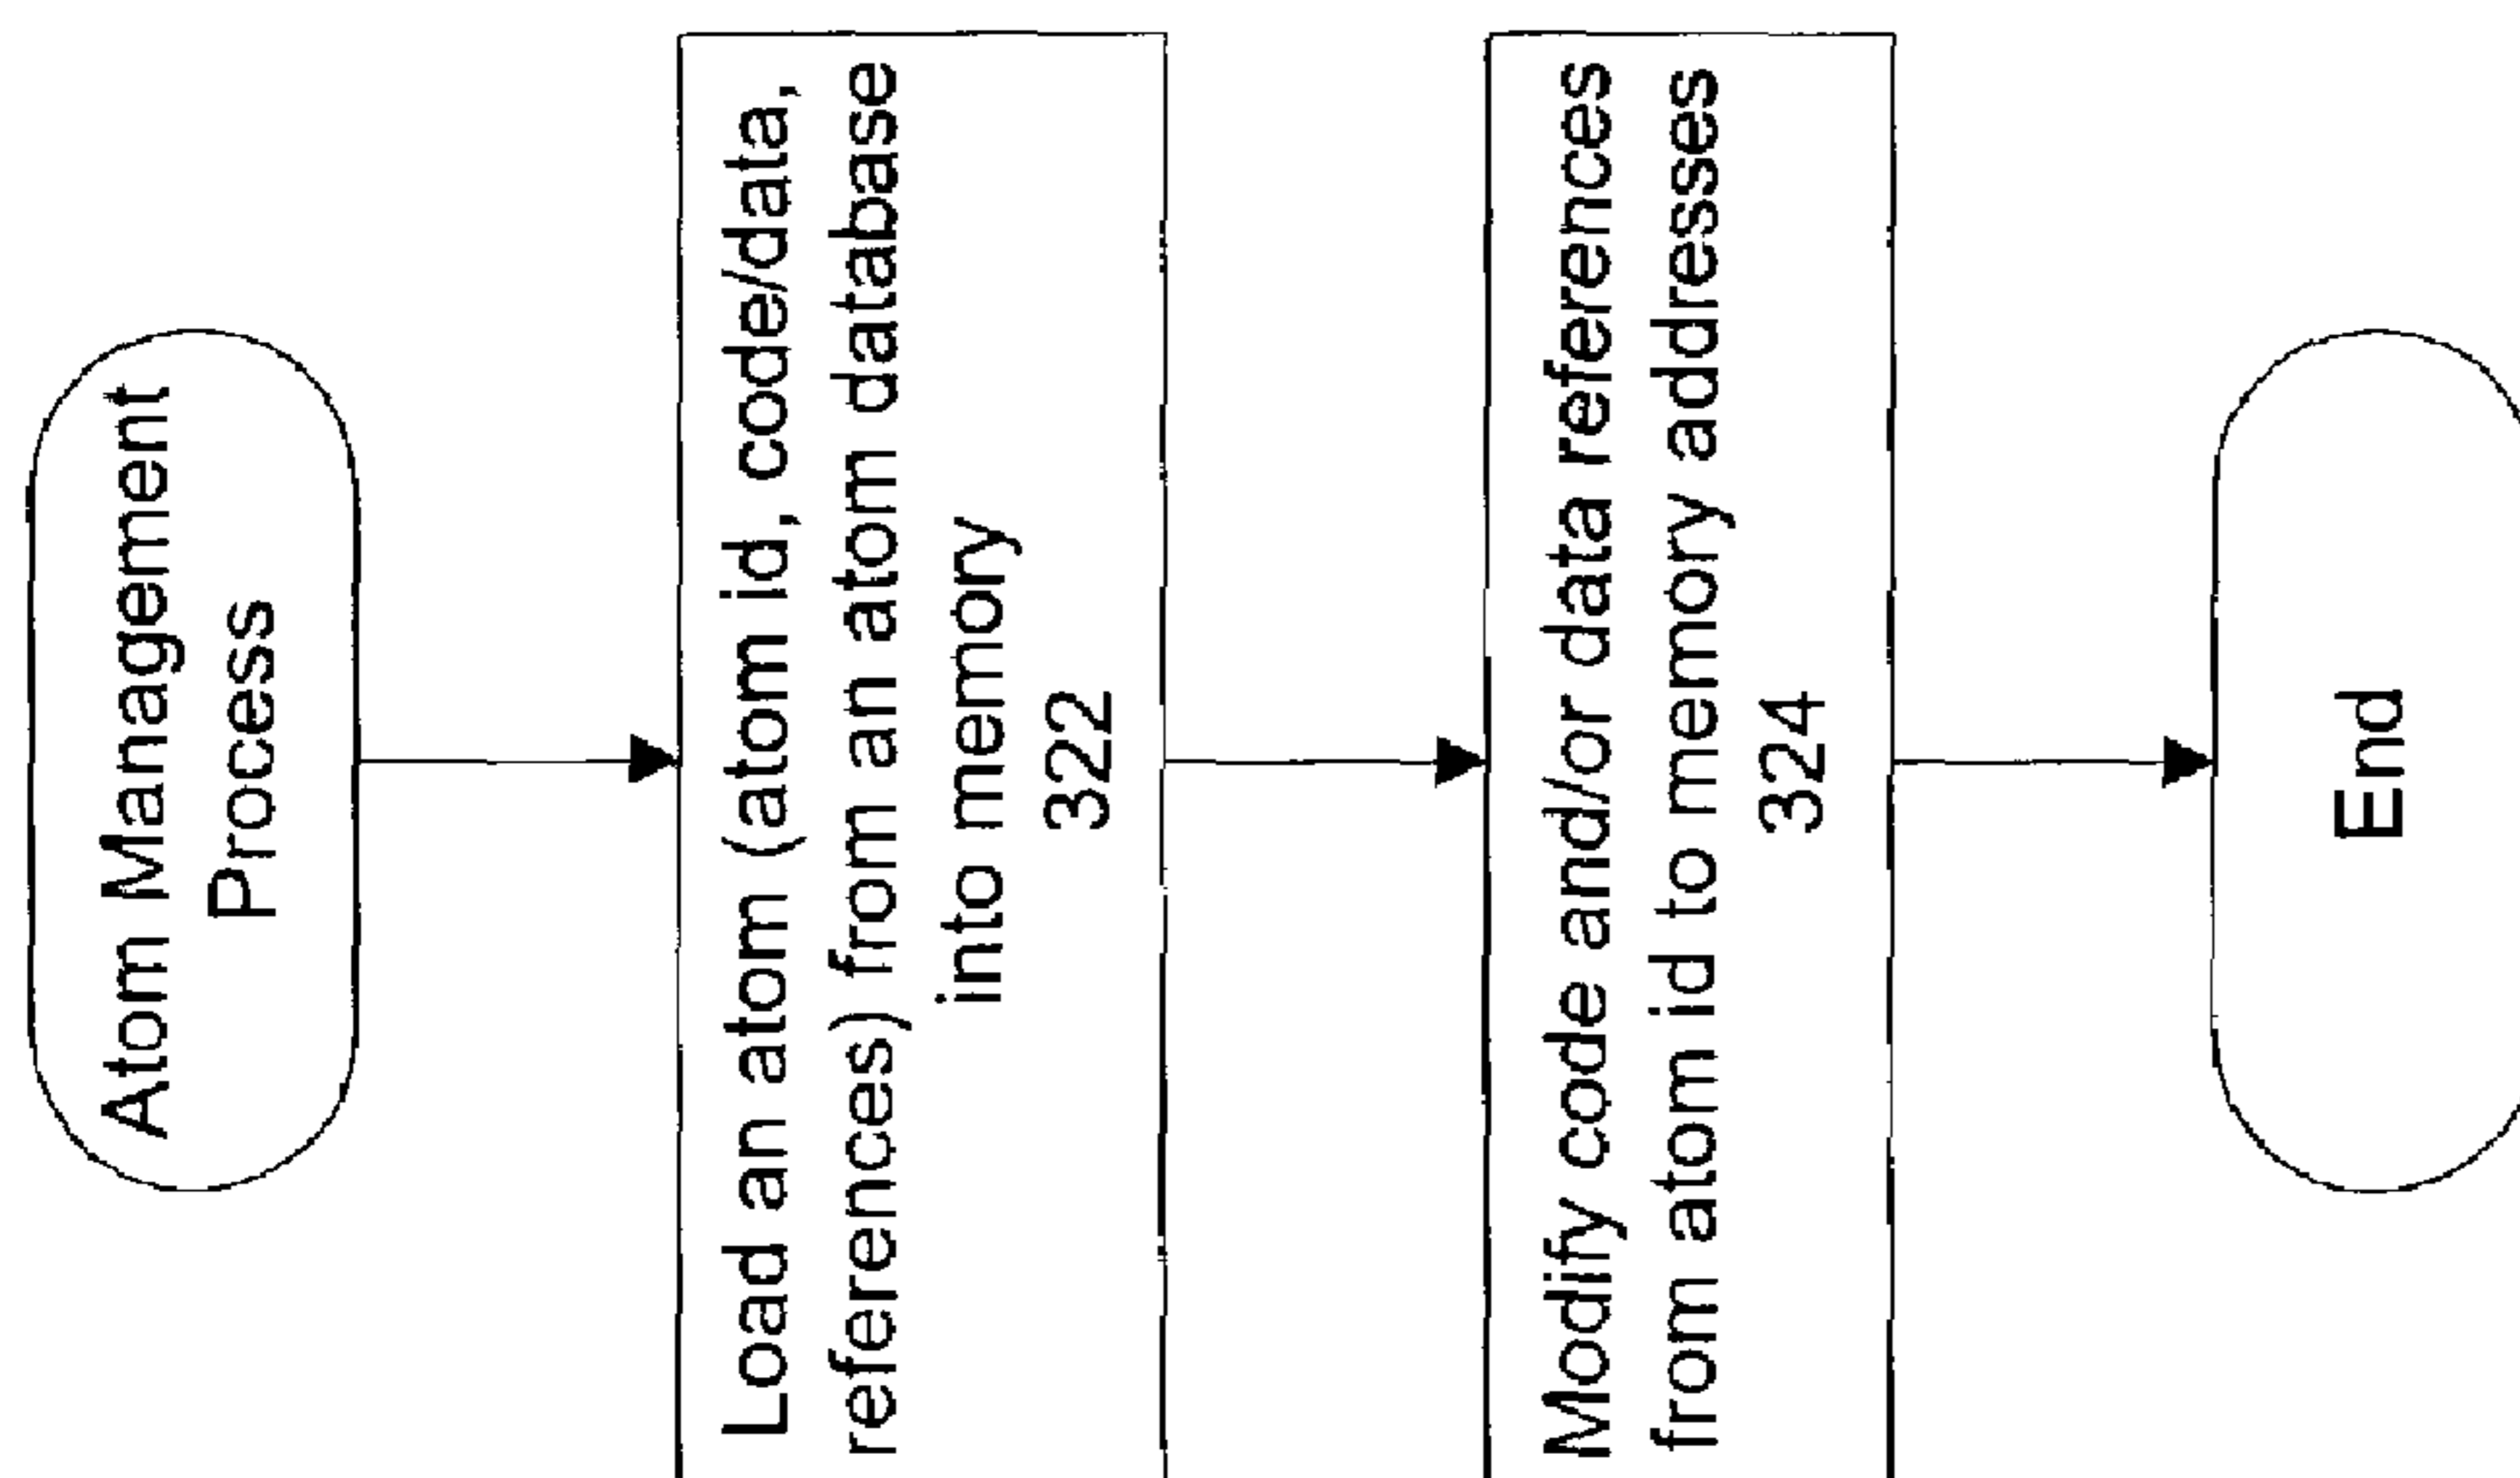 Atom Management
Process
Load an atom (atom id, code/data,
references) from an atom database
into memory
322
Modify code and/or data references
from atom id to memory addresses
324
End